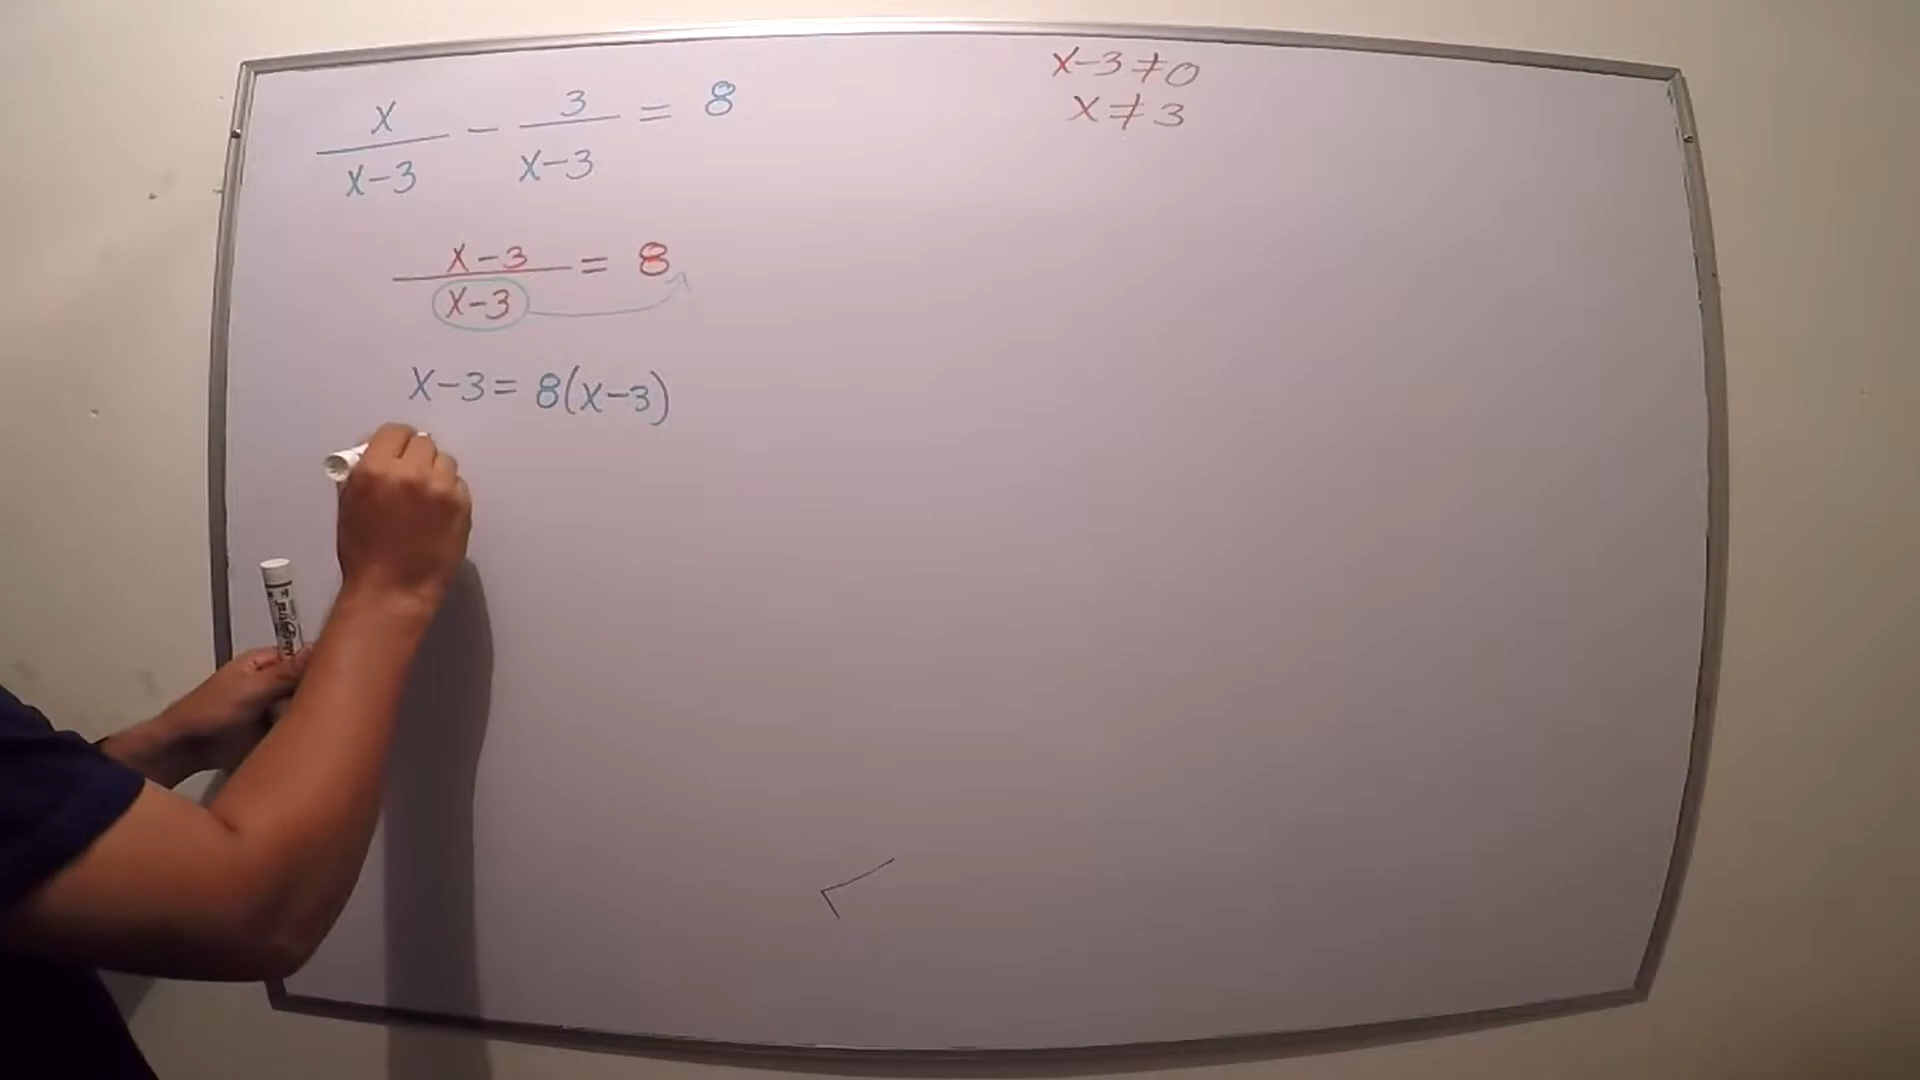 x/(x-3) - 3/(x-3) = 8
x-3≠0
x≠3
(x-3)/(x-3) = 8
x-3= 8(x-3)